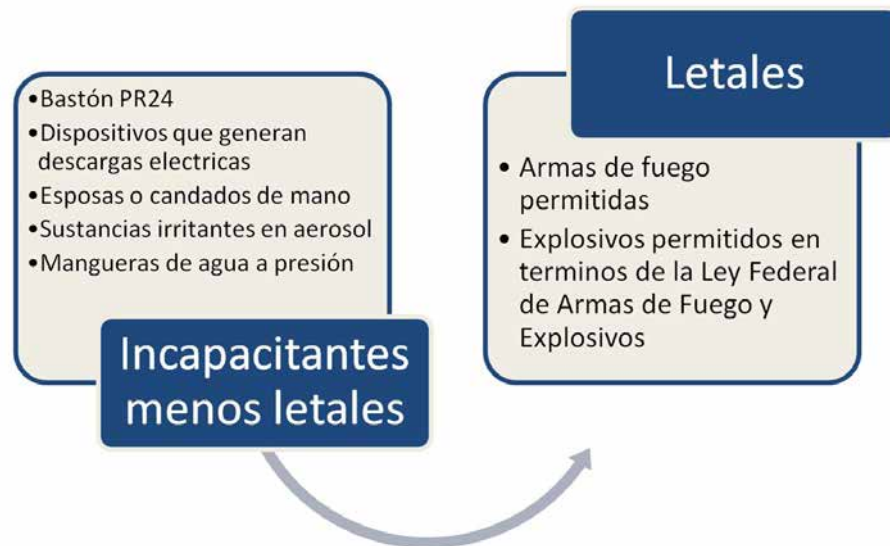 •Bastón PR24
•Dispositivos que generan
descargas electricas
•Esposas o candados de mano
•Sustancias irritantes en aerosol
•Mangueras de agua a presión
Incapacitantes
menos letales
Letales
• Armas de fuego
permitidas
• Explosivos permitidos en
terminos de la Ley Federal
de Armas de Fuego y
Explosivos